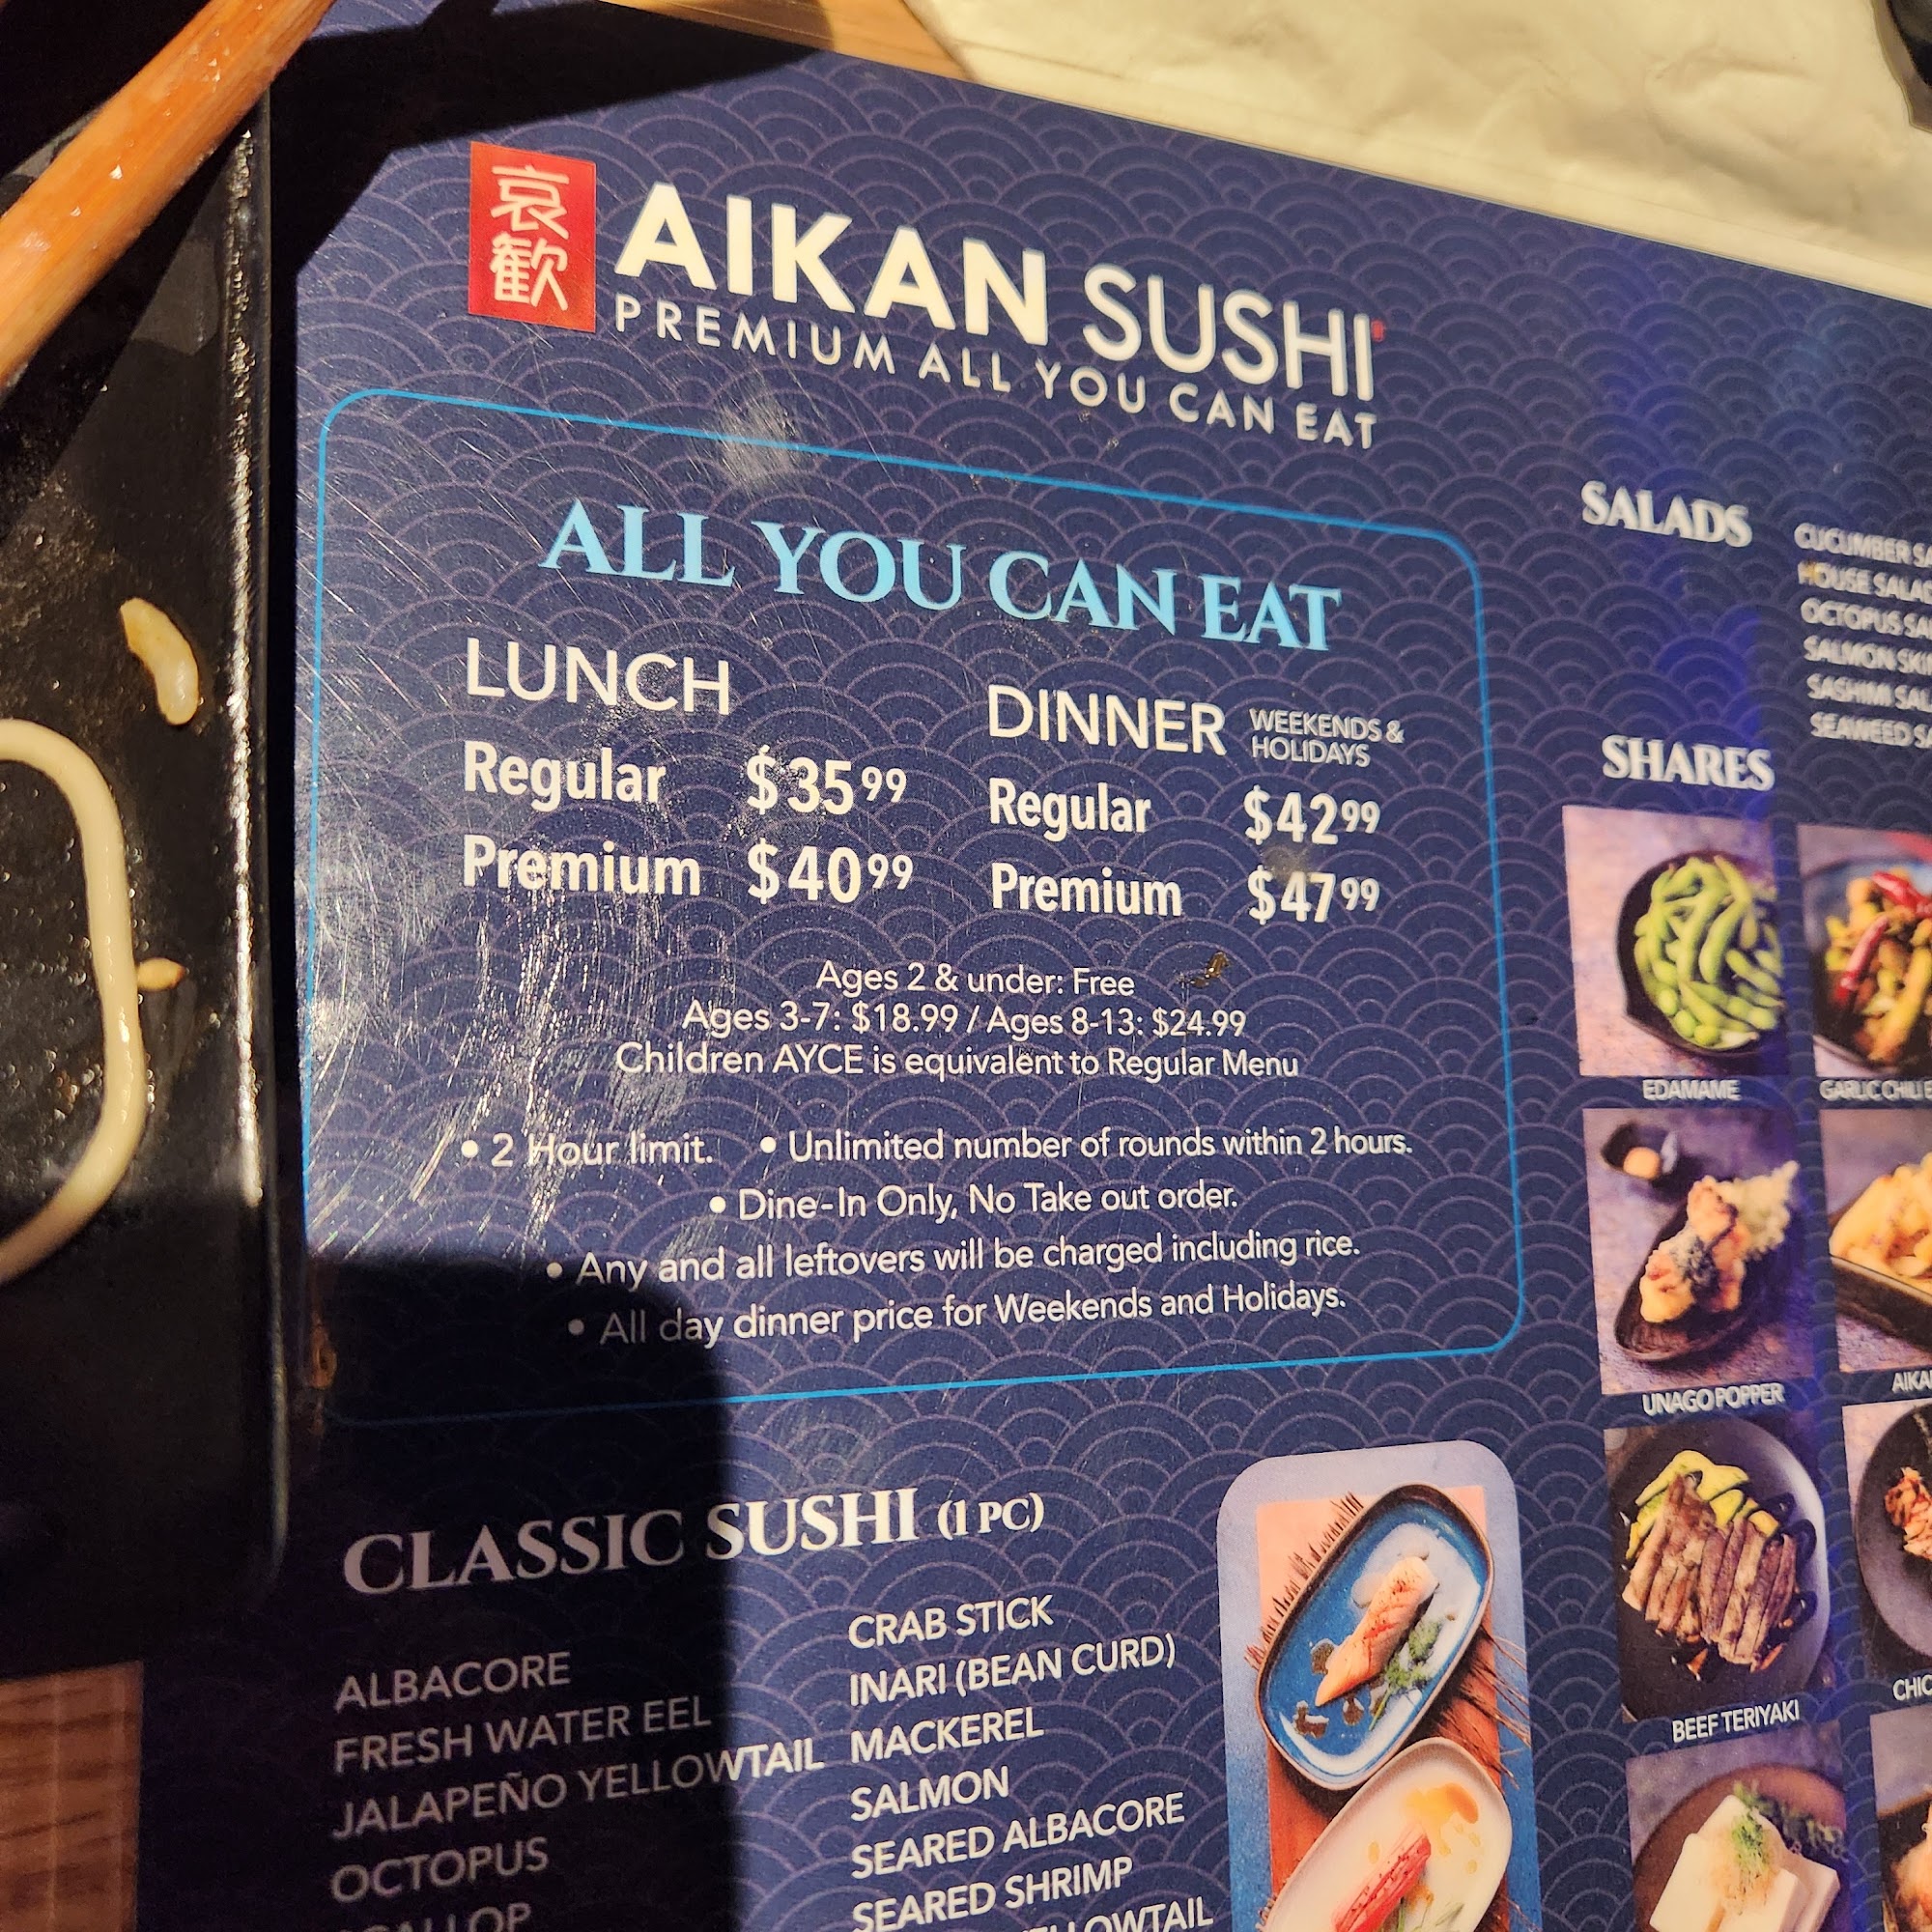 哀歓
AIKAN SUSHI
PREMIUM ALL YOU CAN EAT
ALL YOU CAN EAT
LUNCH
Regular $35.99
Premium $40.99
DINNER WEEKENDS & HOLIDAYS
Regular $42.99
Premium $47.99
Ages 2 & under: Free
Ages 3-7: $18.99 / Ages 8-13: $24.99
Children AYCE is equivalent to Regular Menu
• 2 Hour limit. • Unlimited number of rounds within 2 hours.
• Dine-In Only, No Take out order.
• Any and all leftovers will be charged including rice.
• All day dinner price for Weekends and Holidays.
CLASSIC SUSHI (1 PC)
ALBACORE
FRESH WATER EEL
JALAPEÑO YELLOWTAIL
OCTOPUS
CRAB STICK
INARI (BEAN CURD)
MACKEREL
SALMON
SEARED ALBACORE
SEARED SHRIMP
SALADS
CUCUMBER
HOUSE
OCTOPUS
SALMON
SASHIMI
SEAWEED
SHARES
EDAMAME
GARLIC
UNAGO POPPER
BEEF TERIYAKI